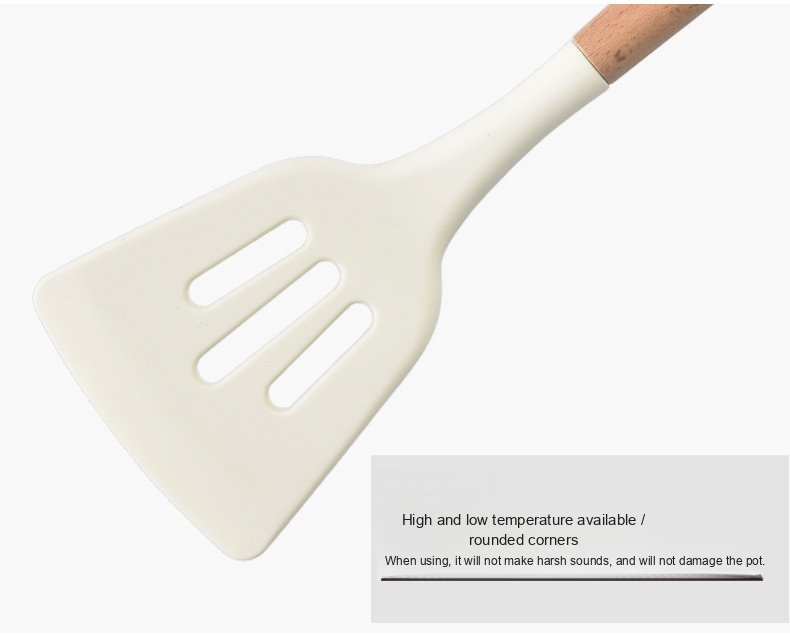 High and low temperature available /
rounded corners
When using, it will not make harsh sounds, and will not damage the pot.